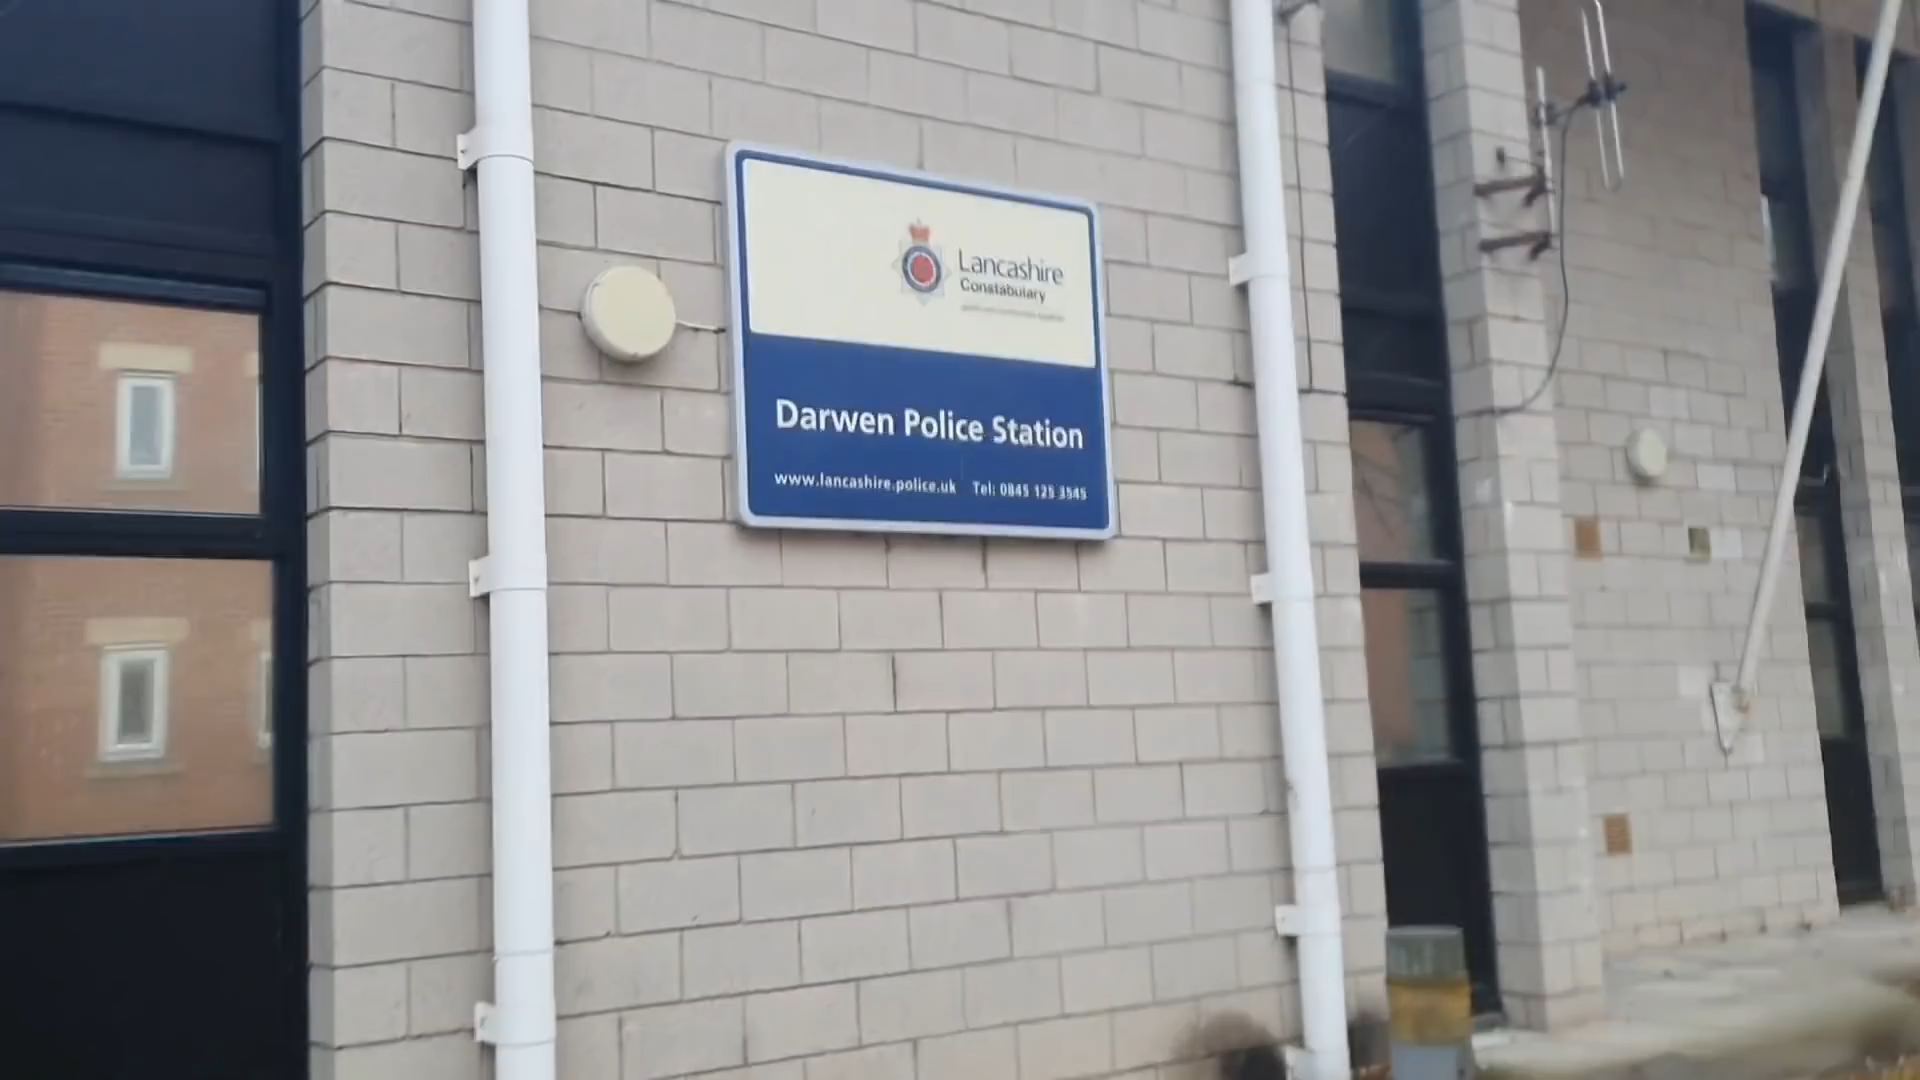 Lancashire
Constabulary
Darwen Police Station
www.lancashire.police.uk Tel: 0845 125 3545